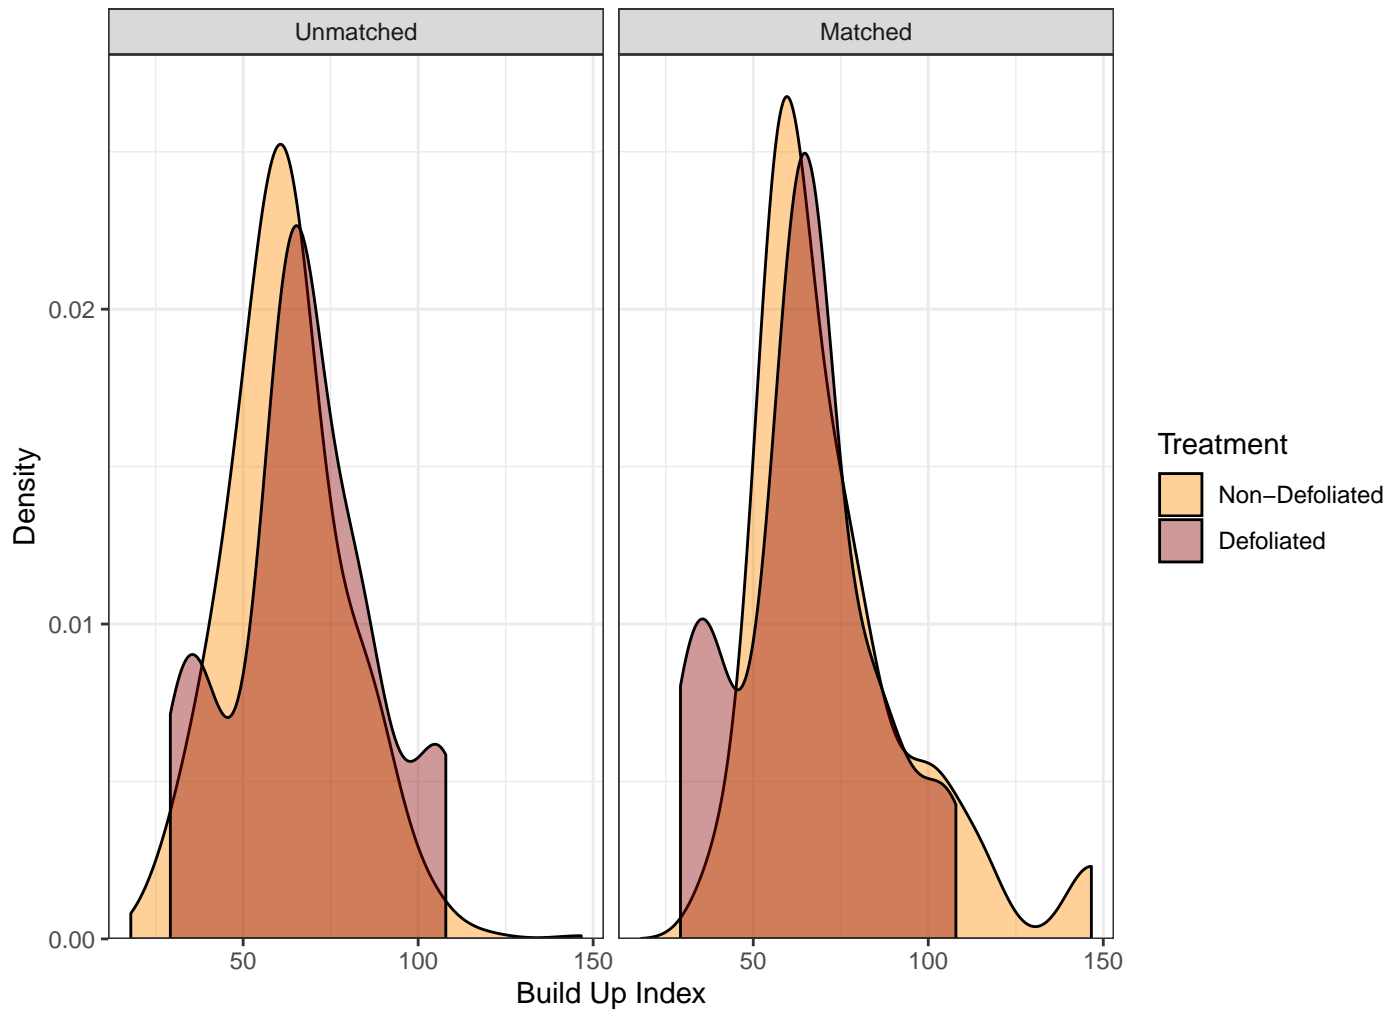 Unmatched
Matched
Density
0.02
0.01
0.00
50
100
150
50
100
150
Build Up Index
Treatment
Non−Defoliated
Defoliated